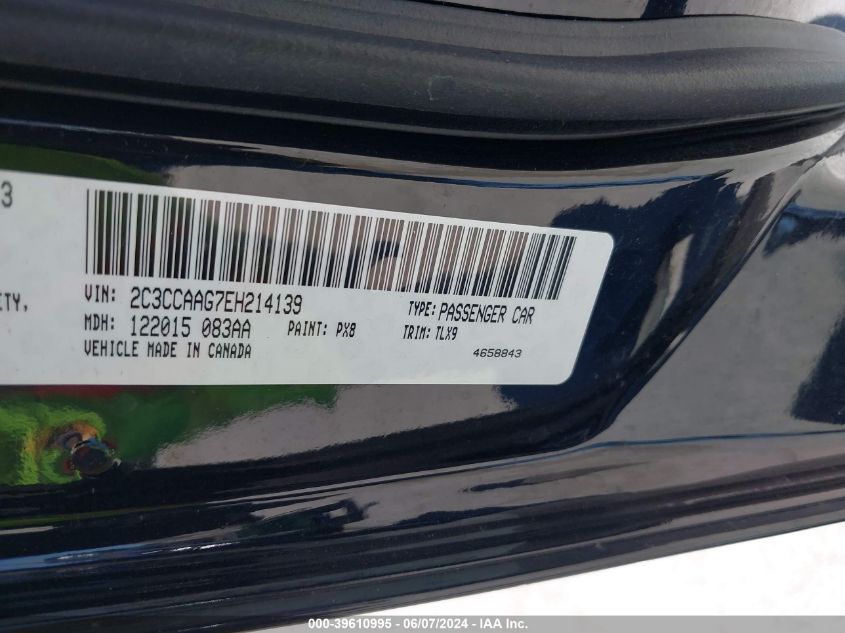 3
ITY,
VIN: 2C3CCAAG7EH214139 TYPE: PASSENGER CAR
MDH: 122015 083AA PAINT: PX8 TRIM: TLX9
VEHICLE MADE IN CANADA 4658843
000-39610995 - 06/07/2024 - IAA Inc.